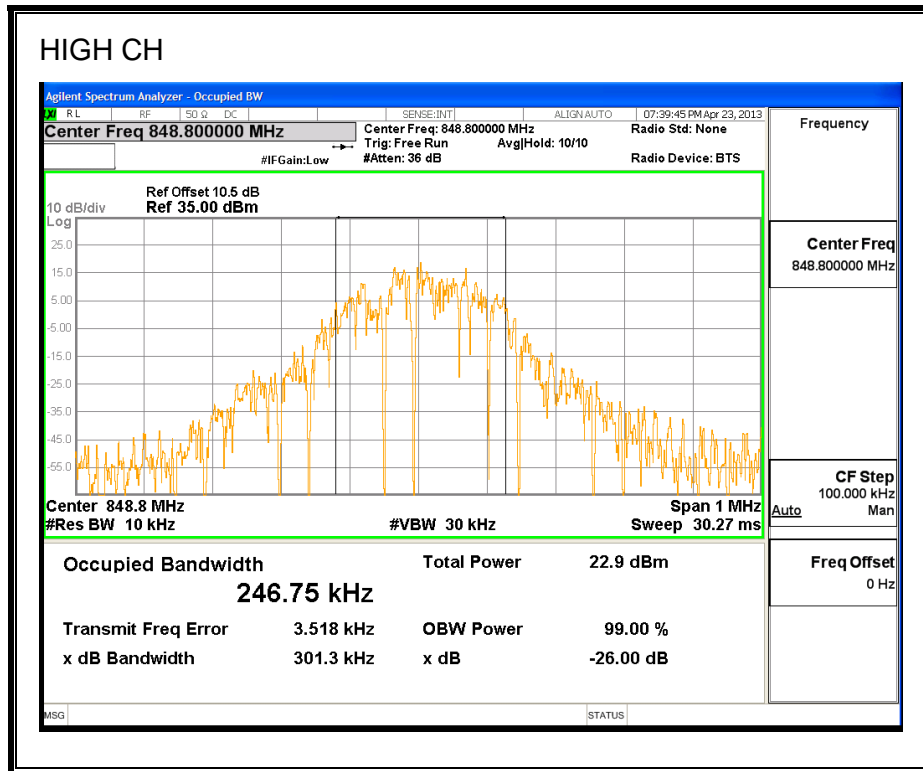 HIGH CH
Agilent Spectrum Analyzer - Occupied BW
LXI RL RF 50 Ω DC SENSE:INT ALIGN AUTO 07:39:45 PM Apr 23, 2013
Center Freq 848.800000 MHz
Center Freq: 848.800000 MHz Radio Std: None
Trig: Free Run Avg|Hold: 10/10
#IFGain:Low #Atten: 36 dB Radio Device: BTS
Ref Offset 10.5 dB
10 dB/div Ref 35.00 dBm
Log
25.0
15.0
5.00
-5.00
-15.0
-25.0
-35.0
-45.0
-55.0
Center 848.8 MHz Span 1 MHz
#Res BW 10 kHz #VBW 30 kHz Sweep 30.27 ms
Occupied Bandwidth Total Power 22.9 dBm
246.75 kHz
Transmit Freq Error 3.518 kHz OBW Power 99.00 %
x dB Bandwidth 301.3 kHz x dB -26.00 dB
MSG STATUS
Frequency
Center Freq
848.800000 MHz
CF Step
100.000 kHz
Auto Man
Freq Offset
0 Hz